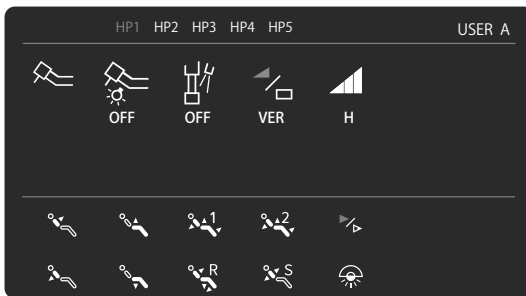 HP1 HP2 HP3 HP4 HP5 USER A
OFF OFF VER H
1 2
R S